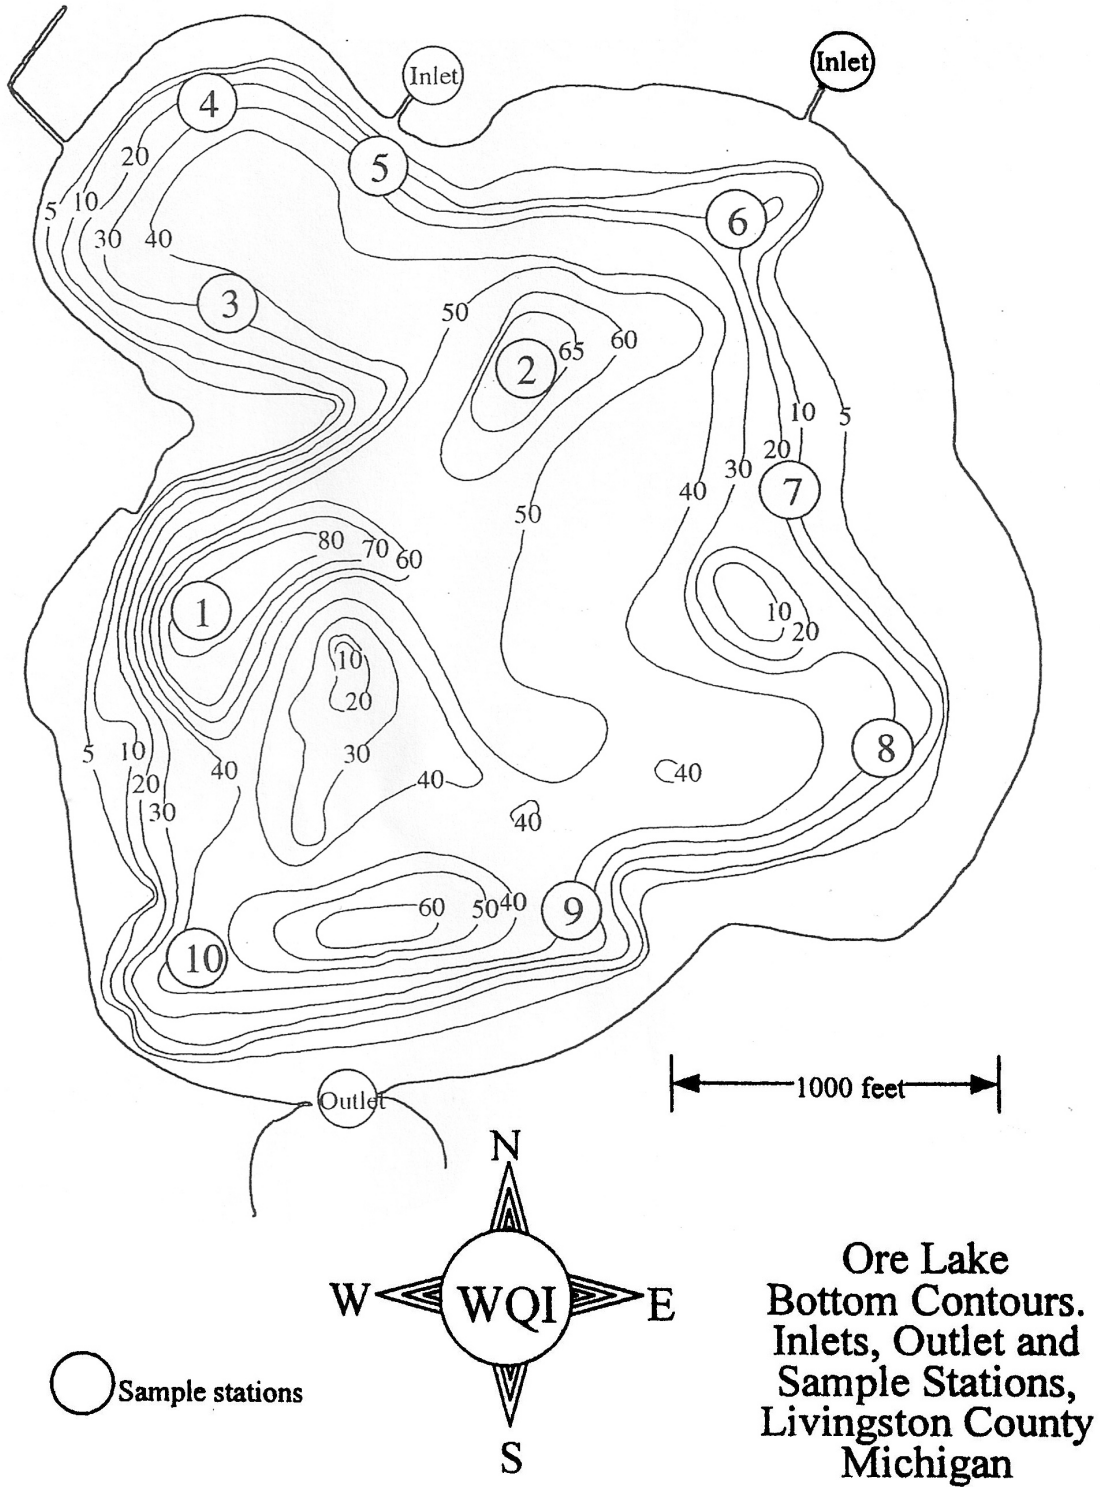 Inlet
Inlet
4
5
20
6
5
10
30
40
3
50
2
65
60
10
5
20
30
40
7
50
80
70
60
1
10
20
10
20
5
10
20
30
40
30
40
8
40
40
60
50
40
9
10
Outlet
1000 feet
N
W
WQI
E
S
Sample stations
Ore Lake
Bottom Contours.
Inlets, Outlet and
Sample Stations,
Livingston County
Michigan